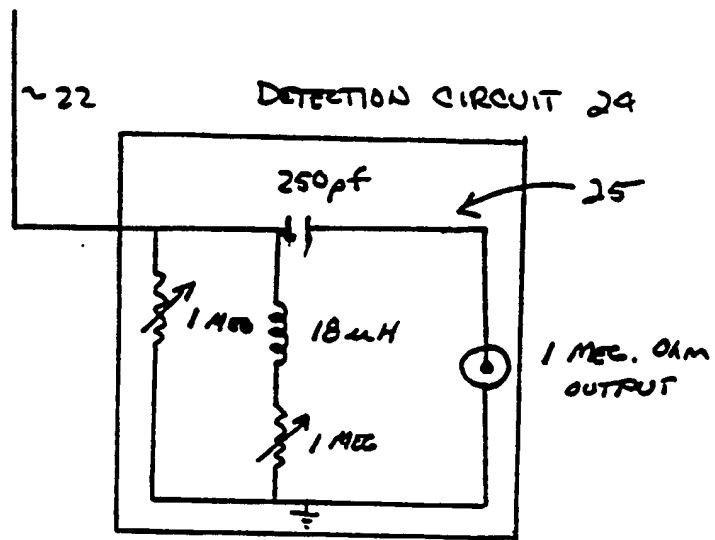 ~22
DETECTION CIRCUIT 24
250pf
25
1 MEG
18uH
1 MEG. Ohm
OUTPUT
1 MEG